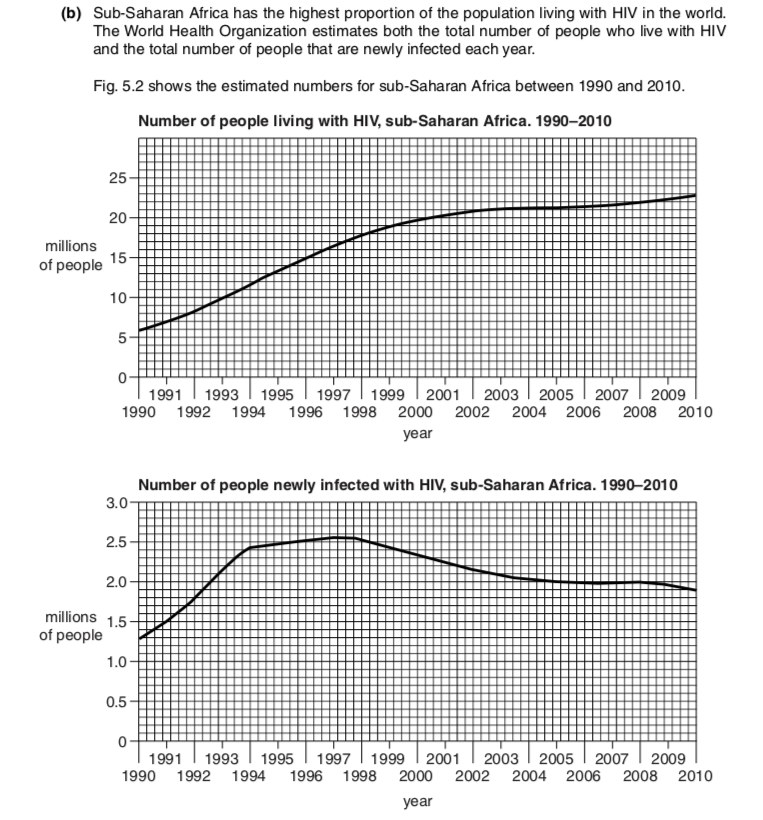 (b) Sub-Saharan Africa has the highest proportion of the population living with HIV in the world.
The World Health Organization estimates both the total number of people who live with HIV
and the total number of people that are newly infected each year.
Fig. 5.2 shows the estimated numbers for sub-Saharan Africa between 1990 and 2010.
Number of people living with HIV, sub-Saharan Africa. 1990–2010
25
20
millions
of people
15
10
5
0
1991 1993 1995 1997 1999 2001 2003 2005 2007 2009
1990 1992 1994 1996 1998 2000 2002 2004 2006 2008 2010
year
Number of people newly infected with HIV, sub-Saharan Africa. 1990–2010
3.0
2.5
2.0
millions
of people
1.5
1.0
0.5
0
1991 1993 1995 1997 1999 2001 2003 2005 2007 2009
1990 1992 1994 1996 1998 2000 2002 2004 2006 2008 2010
year